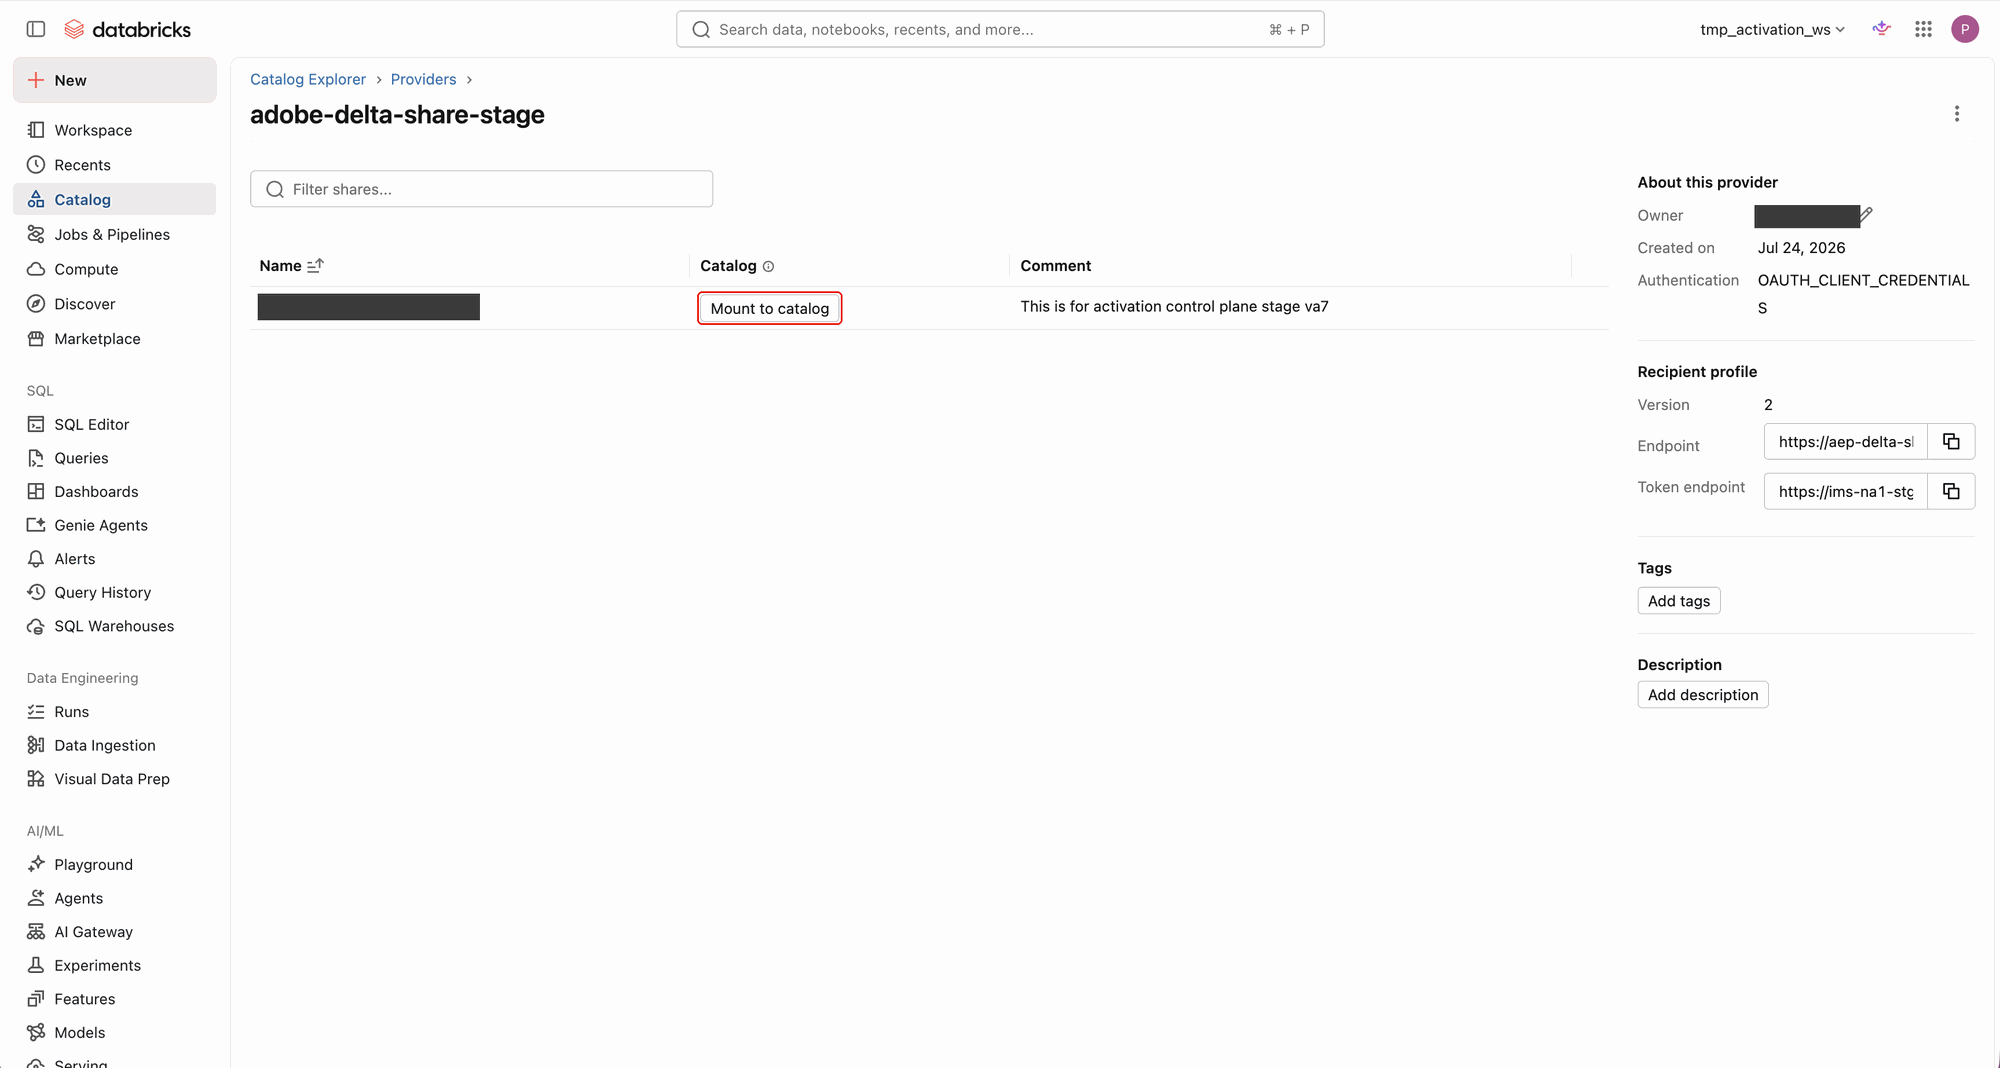 databricks
Search data, notebooks, recents, and more...
⌘ + P
tmp_activation_ws
P
New
Workspace
Recents
Catalog
Jobs & Pipelines
Compute
Discover
Marketplace
SQL
SQL Editor
Queries
Dashboards
Genie Agents
Alerts
Query History
SQL Warehouses
Data Engineering
Runs
Data Ingestion
Visual Data Prep
AI/ML
Playground
Agents
AI Gateway
Experiments
Features
Models
Serving
Catalog Explorer › Providers ›
adobe-delta-share-stage
Filter shares...
Name Catalog Comment
Mount to catalog This is for activation control plane stage va7
About this provider
Owner
Created on Jul 24, 2026
Authentication OAUTH_CLIENT_CREDENTIAL
S
Recipient profile
Version 2
Endpoint https://aep-delta-s
Token endpoint https://ims-na1-stg
Tags
Add tags
Description
Add description